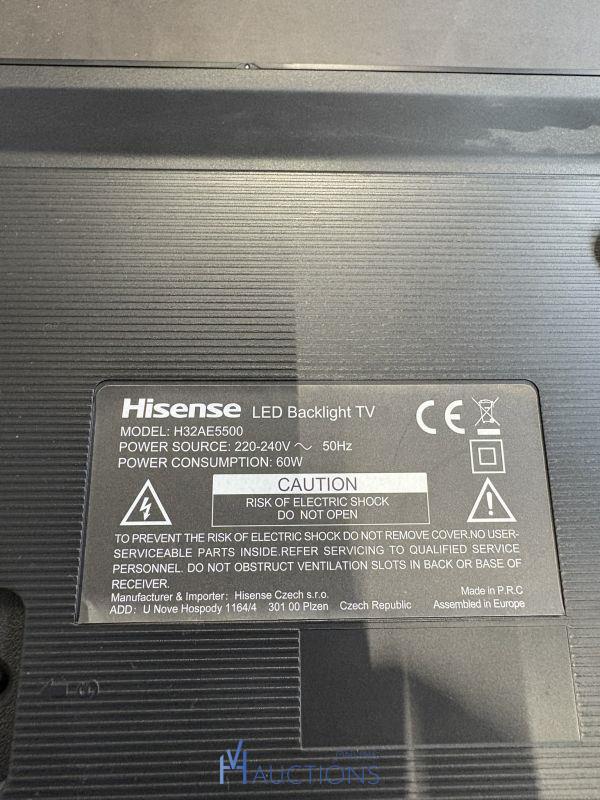 Hisense LED Backlight TV
MODEL: H32AE5500
POWER SOURCE: 220-240V ~ 50Hz
POWER CONSUMPTION: 60W
CAUTION
RISK OF ELECTRIC SHOCK
DO NOT OPEN
TO PREVENT THE RISK OF ELECTRIC SHOCK DO NOT REMOVE COVER.NO USER-
SERVICEABLE PARTS INSIDE.REFER SERVICING TO QUALIFIED SERVICE
PERSONNEL. DO NOT OBSTRUCT VENTILATION SLOTS IN BACK OR BASE OF
RECEIVER.
Manufacturer & Importer: Hisense Czech s.r.o.
ADD: U Nove Hospody 1164/4 301 00 Plzen Czech Republic
Made in P.R.C
Assembled in Europe
AUCTIONS